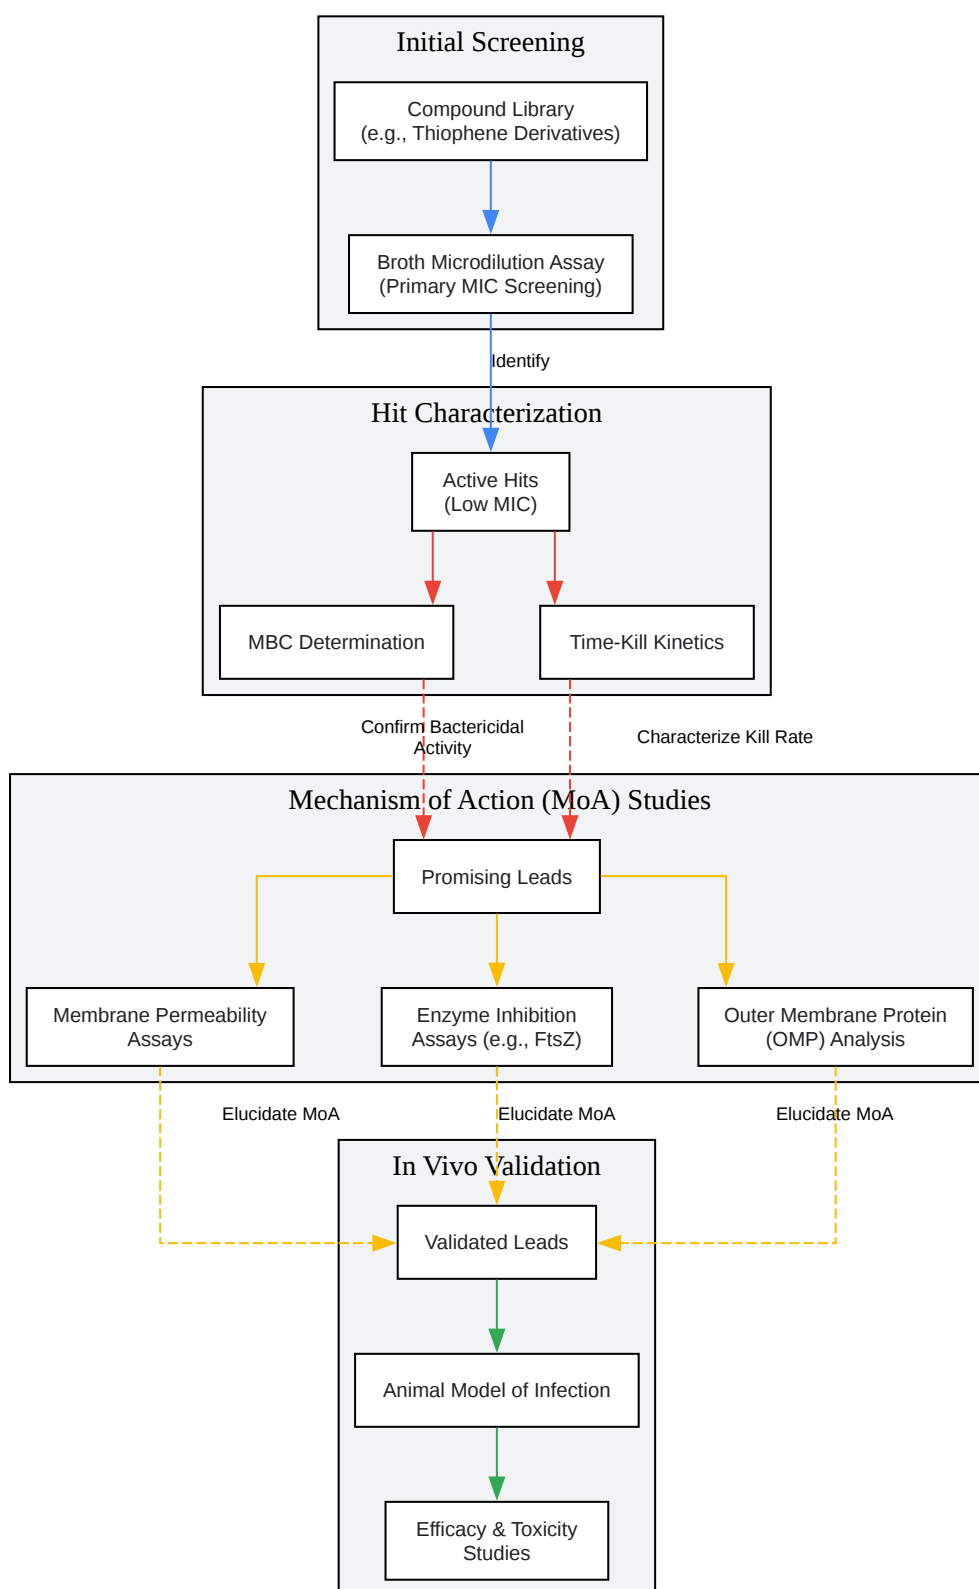 Initial Screening
Compound Library
(e.g., Thiophene Derivatives)
Broth Microdilution Assay
(Primary MIC Screening)
Identify
Hit Characterization
Active Hits
(Low MIC)
MBC Determination
Time-Kill Kinetics
Confirm Bactericidal
Activity
Characterize Kill Rate
Mechanism of Action (MoA) Studies
Promising Leads
Membrane Permeability
Assays
Enzyme Inhibition
Assays (e.g., FtsZ)
Outer Membrane Protein
(OMP) Analysis
Elucidate MoA
Elucidate MoA
Elucidate MoA
In Vivo Validation
Validated Leads
Animal Model of Infection
Efficacy & Toxicity
Studies